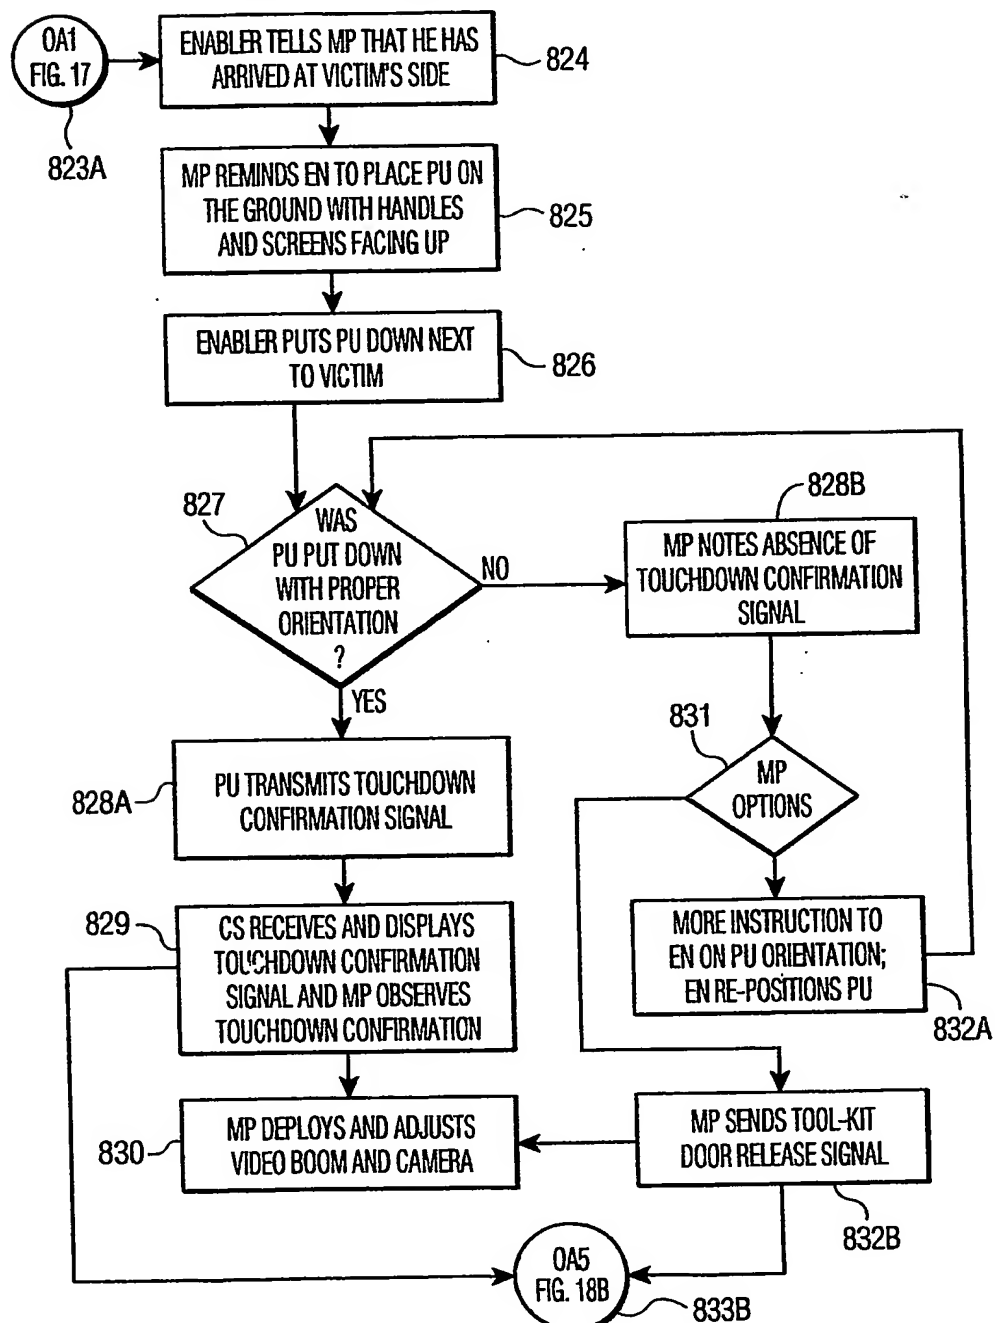 OA1
FIG. 17
823A
ENABLER TELLS MP THAT HE HAS
ARRIVED AT VICTIM'S SIDE
824
MP REMINDS EN TO PLACE PU ON
THE GROUND WITH HANDLES
AND SCREENS FACING UP
825
ENABLER PUTS PU DOWN NEXT
TO VICTIM
826
827
WAS
PU PUT DOWN
WITH PROPER
ORIENTATION
?
NO
YES
828B
MP NOTES ABSENCE OF
TOUCHDOWN CONFIRMATION
SIGNAL
831
MP
OPTIONS
828A
PU TRANSMITS TOUCHDOWN
CONFIRMATION SIGNAL
829
CS RECEIVES AND DISPLAYS
TOUCHDOWN CONFIRMATION
SIGNAL AND MP OBSERVES
TOUCHDOWN CONFIRMATION
MORE INSTRUCTION TO
EN ON PU ORIENTATION;
EN RE-POSITIONS PU
832A
830
MP DEPLOYS AND ADJUSTS
VIDEO BOOM AND CAMERA
MP SENDS TOOL-KIT
DOOR RELEASE SIGNAL
832B
OA5
FIG. 18B
833B